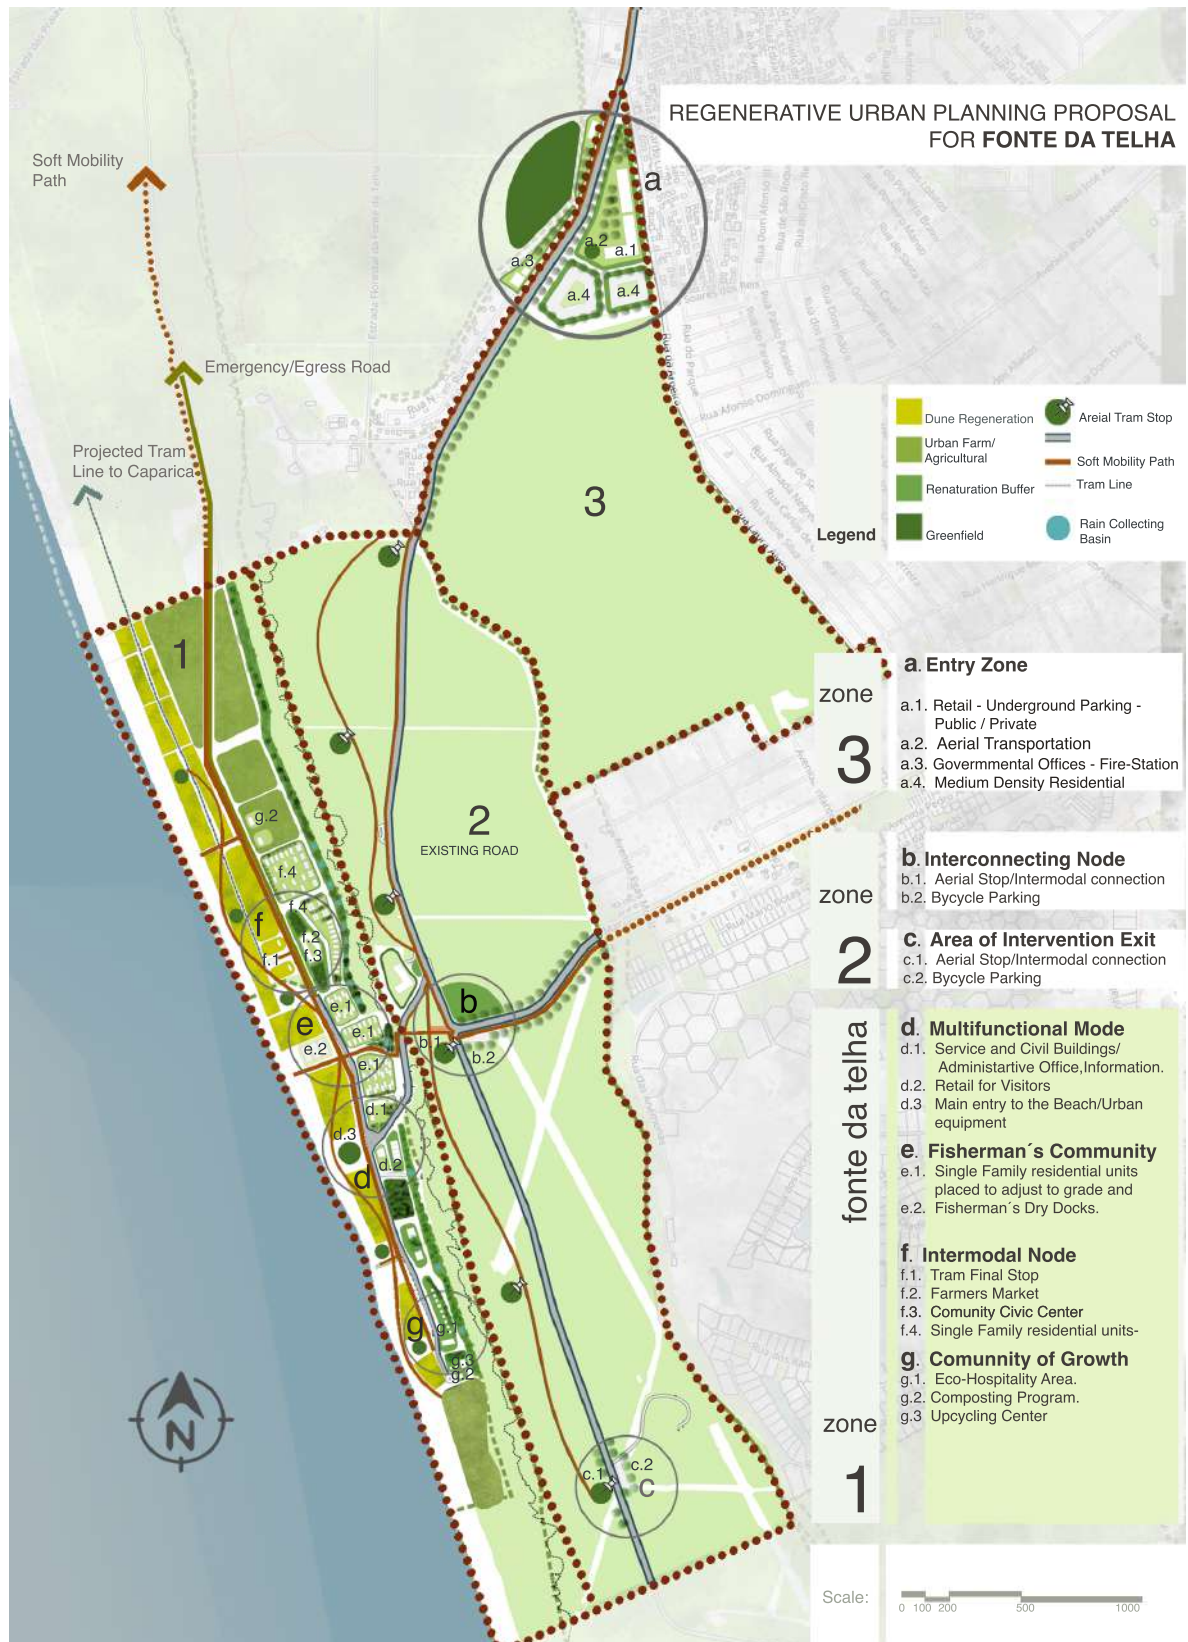 REGENERATIVE URBAN PLANNING PROPOSAL
FOR FONTE DA TELHA
Soft Mobility
Path
Emergency/Egress Road
Projected Tram
Line to Caparica
a
a.2
a.1
a.3
a.4
a.4
Rua do Parque
Rua Afonso Domingues
3
1
2
EXISTING ROAD
g.2
f.4
f.4
f
f.2
f.3
f.1
e.1
e
e.1
e.2
e.1
b
b.1
b.2
d.1
d.3
d.2
d
g
g.1
g.3
g.2
c.1
c.2
c
N
Legend
Dune Regeneration
Urban Farm/
Agricultural
Renaturation Buffer
Greenfield
Areial Tram Stop
Soft Mobility Path
Tram Line
Rain Collecting
Basin
zone
3
a. Entry Zone
a.1. Retail - Underground Parking -
Public / Private
a.2. Aerial Transportation
a.3. Govermmental Offices - Fire-Station
a.4. Medium Density Residential
zone
2
b. Interconnecting Node
b.1. Aerial Stop/Intermodal connection
b.2. Bycycle Parking
c. Area of Intervention Exit
c.1. Aerial Stop/Intermodal connection
c.2. Bycycle Parking
fonte da telha
zone
1
d. Multifunctional Mode
d.1. Service and Civil Buildings/
Administartive Office,Information.
d.2. Retail for Visitors
d.3 Main entry to the Beach/Urban
equipment
e. Fisherman´s Community
e.1. Single Family residential units
placed to adjust to grade and
e.2. Fisherman´s Dry Docks.
f. Intermodal Node
f.1. Tram Final Stop
f.2. Farmers Market
f.3. Comunity Civic Center
f.4. Single Family residential units-
g. Comunnity of Growth
g.1. Eco-Hospitality Area.
g.2. Composting Program.
g.3 Upcycling Center
Scale:
0 100 200 500 1000